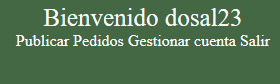 Bienvenido dosal23
Publicar Pedidos Gestionar cuenta Salir